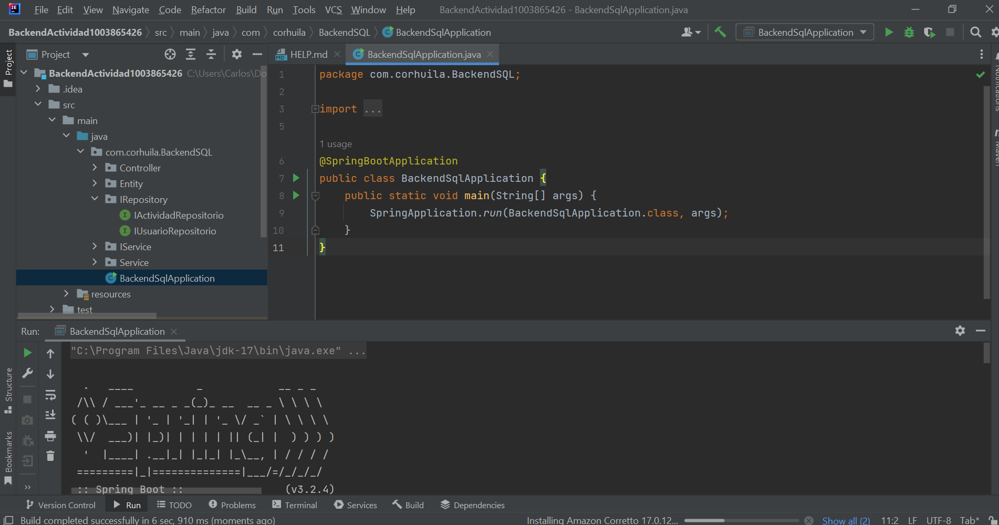 File Edit View Navigate Code Refactor Build Run Tools VCS Window Help BackendActividad1003865426 - BackendSqlApplication.java
BackendActividad1003865426 src main java com corhuila BackendSQL BackendSqlApplication BackendSqlApplication
Project
Project
HELP.md BackendSqlApplication.java
BackendActividad1003865426 C:\Users\Carlos\Do
.idea
src
main
java
com.corhuila.BackendSQL
Controller
Entity
IRepository
IActividadRepositorio
IUsuarioRepositorio
IService
Service
BackendSqlApplication
resources
test
1 package com.corhuila.BackendSQL;
2
3 import ...
5
1 usage
6 @SpringBootApplication
7 public class BackendSqlApplication {
8 public static void main(String[] args) {
9 SpringApplication.run(BackendSqlApplication.class, args);
10 }
11 }
Notifications
Maven
Run: BackendSqlApplication
Structure
Bookmarks
"C:\Program Files\Java\jdk-17\bin\java.exe" ...
  .   ____          _            __ _ _
 /\\ / ___'_ __ _ _(_)_ __  __ _ \ \ \ \
( ( )\___ | '_ | '_| | '_ \/ _` | \ \ \ \
 \\/  ___)| |_)| | | | | || (_| |  ) ) ) )
  '  |____| .__|_| |_|_| |_\__, | / / / /
 =========|_|==============|___/=/_/_/_/
 :: Spring Boot ::                (v3.2.4)
Version Control Run TODO Problems Terminal Services Build Dependencies
Build completed successfully in 6 sec, 910 ms (moments ago) Installing Amazon Corretto 17.0.12... Show all (2) 11:2 LF UTF-8 Tab*